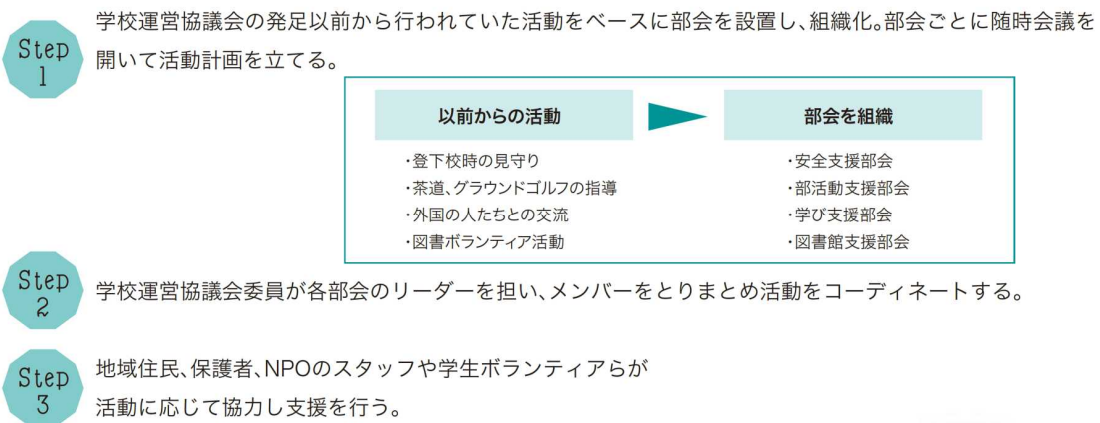 Step
1
学校運営協議会の発足以前から行われていた活動をベースに部会を設置し、組織化。部会ごとに随時会議を
開いて活動計画を立てる。
以前からの活動
・登下校時の見守り
・茶道、グラウンドゴルフの指導
・外国の人たちとの交流
・図書ボランティア活動
部会を組織
・安全支援部会
・部活動支援部会
・学び支援部会
・図書館支援部会
Step
2
学校運営協議会委員が各部会のリーダーを担い、メンバーをとりまとめ活動をコーディネートする。
Step
3
地域住民、保護者、NPOのスタッフや学生ボランティアらが
活動に応じて協力し支援を行う。